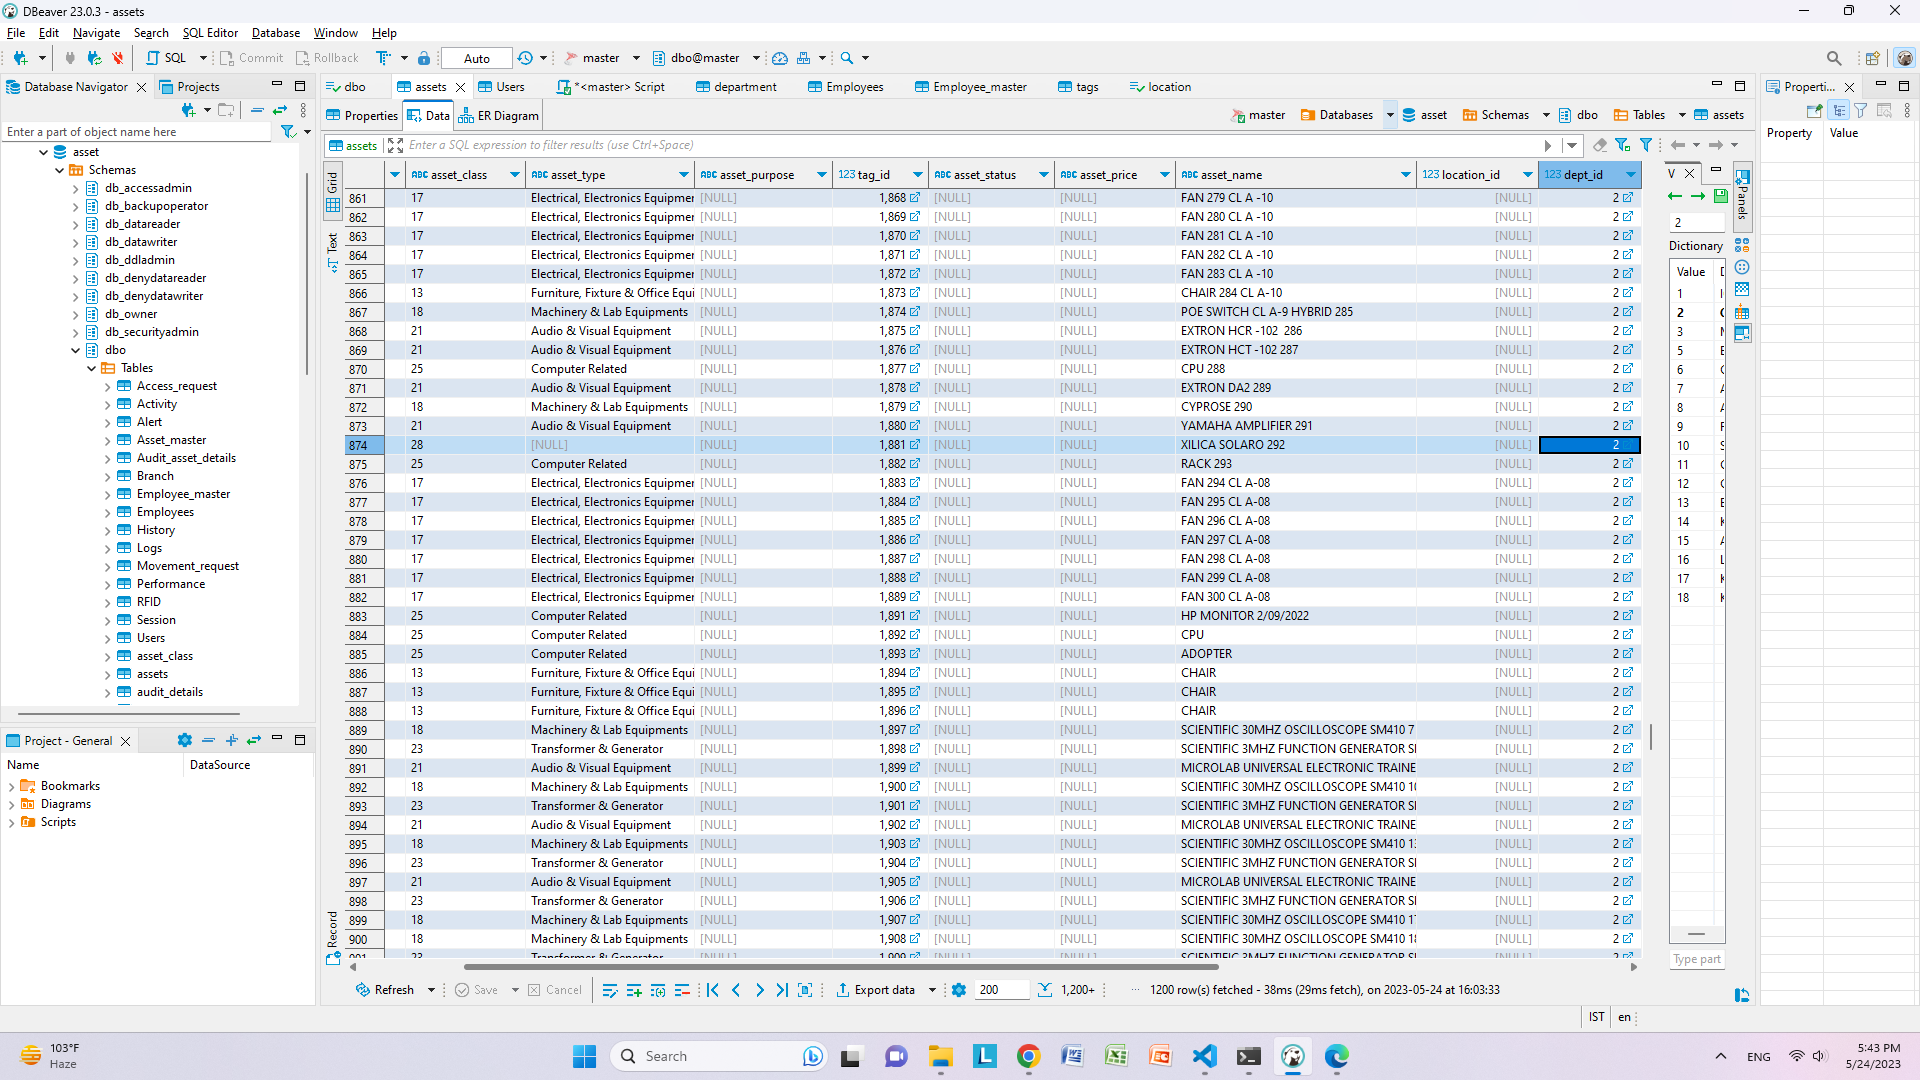 DBeaver 23.0.3 - assets
File Edit Navigate Search SQL Editor Database Window Help
SQL Commit Rollback Auto master dbo@master
Database Navigator Projects
Enter a part of object name here
asset
Schemas
db_accessadmin
db_backupoperator
db_datareader
db_datawriter
db_ddladmin
db_denydatareader
db_denydatawriter
db_owner
db_securityadmin
dbo
Tables
Access_request
Activity
Alert
Asset_master
Audit_asset_details
Branch
Employee_master
Employees
History
Logs
Movement_request
Performance
RFID
Session
Users
asset_class
assets
audit_details
Project - General
Name DataSource
Bookmarks
Diagrams
Scripts
dbo assets Users *<master> Script department Employees Employee_master tags location
Properties Data ER Diagram master Databases asset Schemas dbo Tables assets
assets Enter a SQL expression to filter results (use Ctrl+Space)
Grid
Text
Record
ABC asset_class ABC asset_type ABC asset_purpose 123 tag_id ABC asset_status ABC asset_price ABC asset_name 123 location_id 123 dept_id
861 17 Electrical, Electronics Equipmer [NULL] 1,868 [NULL] [NULL] FAN 279 CL A -10 [NULL] 2
862 17 Electrical, Electronics Equipmer [NULL] 1,869 [NULL] [NULL] FAN 280 CL A -10 [NULL] 2
863 17 Electrical, Electronics Equipmer [NULL] 1,870 [NULL] [NULL] FAN 281 CL A -10 [NULL] 2
864 17 Electrical, Electronics Equipmer [NULL] 1,871 [NULL] [NULL] FAN 282 CL A -10 [NULL] 2
865 17 Electrical, Electronics Equipmer [NULL] 1,872 [NULL] [NULL] FAN 283 CL A -10 [NULL] 2
866 13 Furniture, Fixture & Office Equi [NULL] 1,873 [NULL] [NULL] CHAIR 284 CL A-10 [NULL] 2
867 18 Machinery & Lab Equipments [NULL] 1,874 [NULL] [NULL] POE SWITCH CL A-9 HYBRID 285 [NULL] 2
868 21 Audio & Visual Equipment [NULL] 1,875 [NULL] [NULL] EXTRON HCR -102 286 [NULL] 2
869 21 Audio & Visual Equipment [NULL] 1,876 [NULL] [NULL] EXTRON HCT -102 287 [NULL] 2
870 25 Computer Related [NULL] 1,877 [NULL] [NULL] CPU 288 [NULL] 2
871 21 Audio & Visual Equipment [NULL] 1,878 [NULL] [NULL] EXTRON DA2 289 [NULL] 2
872 18 Machinery & Lab Equipments [NULL] 1,879 [NULL] [NULL] CYPROSE 290 [NULL] 2
873 21 Audio & Visual Equipment [NULL] 1,880 [NULL] [NULL] YAMAHA AMPLIFIER 291 [NULL] 2
874 28 [NULL] 1,881 [NULL] [NULL] XILICA SOLARO 292 [NULL] 2
875 25 Computer Related [NULL] 1,882 [NULL] [NULL] RACK 293 [NULL] 2
876 17 Electrical, Electronics Equipmer [NULL] 1,883 [NULL] [NULL] FAN 294 CL A-08 [NULL] 2
877 17 Electrical, Electronics Equipmer [NULL] 1,884 [NULL] [NULL] FAN 295 CL A-08 [NULL] 2
878 17 Electrical, Electronics Equipmer [NULL] 1,885 [NULL] [NULL] FAN 296 CL A-08 [NULL] 2
879 17 Electrical, Electronics Equipmer [NULL] 1,886 [NULL] [NULL] FAN 297 CL A-08 [NULL] 2
880 17 Electrical, Electronics Equipmer [NULL] 1,887 [NULL] [NULL] FAN 298 CL A-08 [NULL] 2
881 17 Electrical, Electronics Equipmer [NULL] 1,888 [NULL] [NULL] FAN 299 CL A-08 [NULL] 2
882 17 Electrical, Electronics Equipmer [NULL] 1,889 [NULL] [NULL] FAN 300 CL A-08 [NULL] 2
883 25 Computer Related [NULL] 1,891 [NULL] [NULL] HP MONITOR 2/09/2022 [NULL] 2
884 25 Computer Related [NULL] 1,892 [NULL] [NULL] CPU [NULL] 2
885 25 Computer Related [NULL] 1,893 [NULL] [NULL] ADOPTER [NULL] 2
886 13 Furniture, Fixture & Office Equi [NULL] 1,894 [NULL] [NULL] CHAIR [NULL] 2
887 13 Furniture, Fixture & Office Equi [NULL] 1,895 [NULL] [NULL] CHAIR [NULL] 2
888 13 Furniture, Fixture & Office Equi [NULL] 1,896 [NULL] [NULL] CHAIR [NULL] 2
889 18 Machinery & Lab Equipments [NULL] 1,897 [NULL] [NULL] SCIENTIFIC 30MHZ OSCILLOSCOPE SM410 7 [NULL] 2
890 23 Transformer & Generator [NULL] 1,898 [NULL] [NULL] SCIENTIFIC 3MHZ FUNCTION GENERATOR [NULL] 2
891 21 Audio & Visual Equipment [NULL] 1,899 [NULL] [NULL] MICROLAB UNIVERSAL ELECTRONIC TRAINE [NULL] 2
892 18 Machinery & Lab Equipments [NULL] 1,900 [NULL] [NULL] SCIENTIFIC 30MHZ OSCILLOSCOPE SM410 [NULL] 2
893 23 Transformer & Generator [NULL] 1,901 [NULL] [NULL] SCIENTIFIC 3MHZ FUNCTION GENERATOR [NULL] 2
894 21 Audio & Visual Equipment [NULL] 1,902 [NULL] [NULL] MICROLAB UNIVERSAL ELECTRONIC TRAINE [NULL] 2
895 18 Machinery & Lab Equipments [NULL] 1,903 [NULL] [NULL] SCIENTIFIC 30MHZ OSCILLOSCOPE SM410 [NULL] 2
896 23 Transformer & Generator [NULL] 1,904 [NULL] [NULL] SCIENTIFIC 3MHZ FUNCTION GENERATOR [NULL] 2
897 21 Audio & Visual Equipment [NULL] 1,905 [NULL] [NULL] MICROLAB UNIVERSAL ELECTRONIC TRAINE [NULL] 2
898 23 Transformer & Generator [NULL] 1,906 [NULL] [NULL] SCIENTIFIC 3MHZ FUNCTION GENERATOR [NULL] 2
899 18 Machinery & Lab Equipments [NULL] 1,907 [NULL] [NULL] SCIENTIFIC 30MHZ OSCILLOSCOPE SM410 [NULL] 2
900 18 Machinery & Lab Equipments [NULL] 1,908 [NULL] [NULL] SCIENTIFIC 30MHZ OSCILLOSCOPE SM410 [NULL] 2
Refresh Save Cancel Export data 200 1,200+ 1200 row(s) fetched - 38ms (29ms fetch), on 2023-05-24 at 16:03:33
V
2
Dictionary
Value
1
2
3
5
6
7
8
9
10
11
12
13
14
15
16
17
18
Type part
Panels
Properti...
Property Value
IST en
103°F
Haze
Search
ENG
5:43 PM
5/24/2023